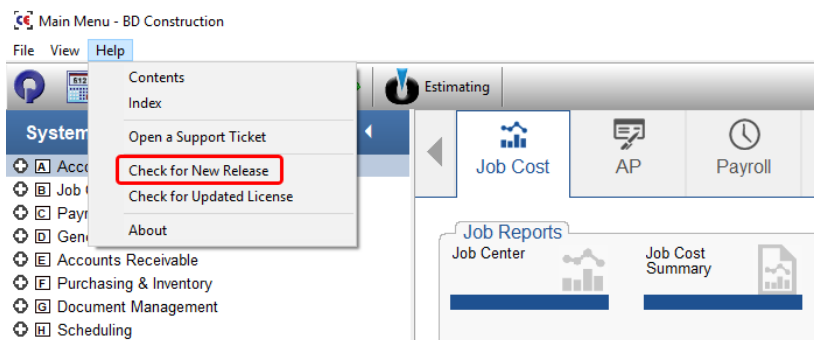 Main Menu - BD Construction
File View Help
Contents
Index
Open a Support Ticket
Check for New Release
Check for Updated License
About
Estimating
System
A Acco
B Job
C Payr
D Gene
E Accounts Receivable
F Purchasing & Inventory
G Document Management
H Scheduling
Job Cost
AP
Payroll
Job Reports
Job Center
Job Cost
Summary